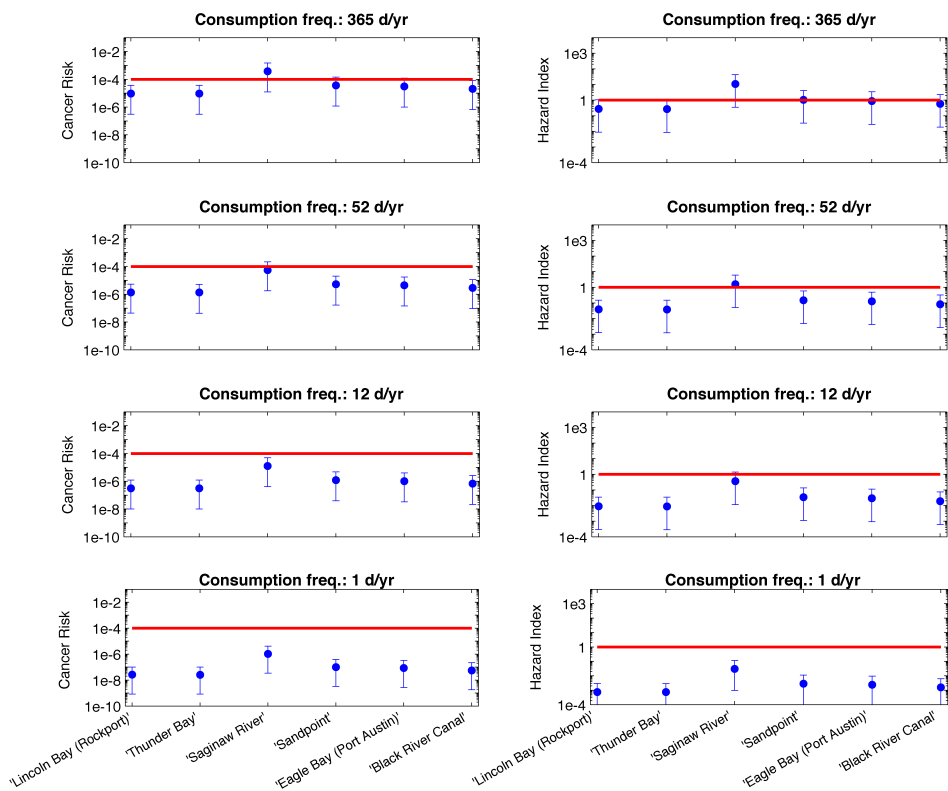 Consumption freq.: 365 d/yr
Cancer Risk
1e-2
1e-4
1e-6
1e-8
1e-10
Consumption freq.: 365 d/yr
Hazard Index
1e3
1
1e-4
Consumption freq.: 52 d/yr
Cancer Risk
1e-2
1e-4
1e-6
1e-8
1e-10
Consumption freq.: 52 d/yr
Hazard Index
1e3
1
1e-4
Consumption freq.: 12 d/yr
Cancer Risk
1e-2
1e-4
1e-6
1e-8
1e-10
Consumption freq.: 12 d/yr
Hazard Index
1e3
1
1e-4
Consumption freq.: 1 d/yr
Cancer Risk
1e-2
1e-4
1e-6
1e-8
1e-10
'Lincoln Bay (Rockport)'
'Thunder Bay'
'Saginaw River'
'Sandpoint'
'Eagle Bay (Port Austin)'
'Black River Canal'
Consumption freq.: 1 d/yr
Hazard Index
1e3
1
1e-4
'Lincoln Bay (Rockport)'
'Thunder Bay'
'Saginaw River'
'Sandpoint'
'Eagle Bay (Port Austin)'
'Black River Canal'